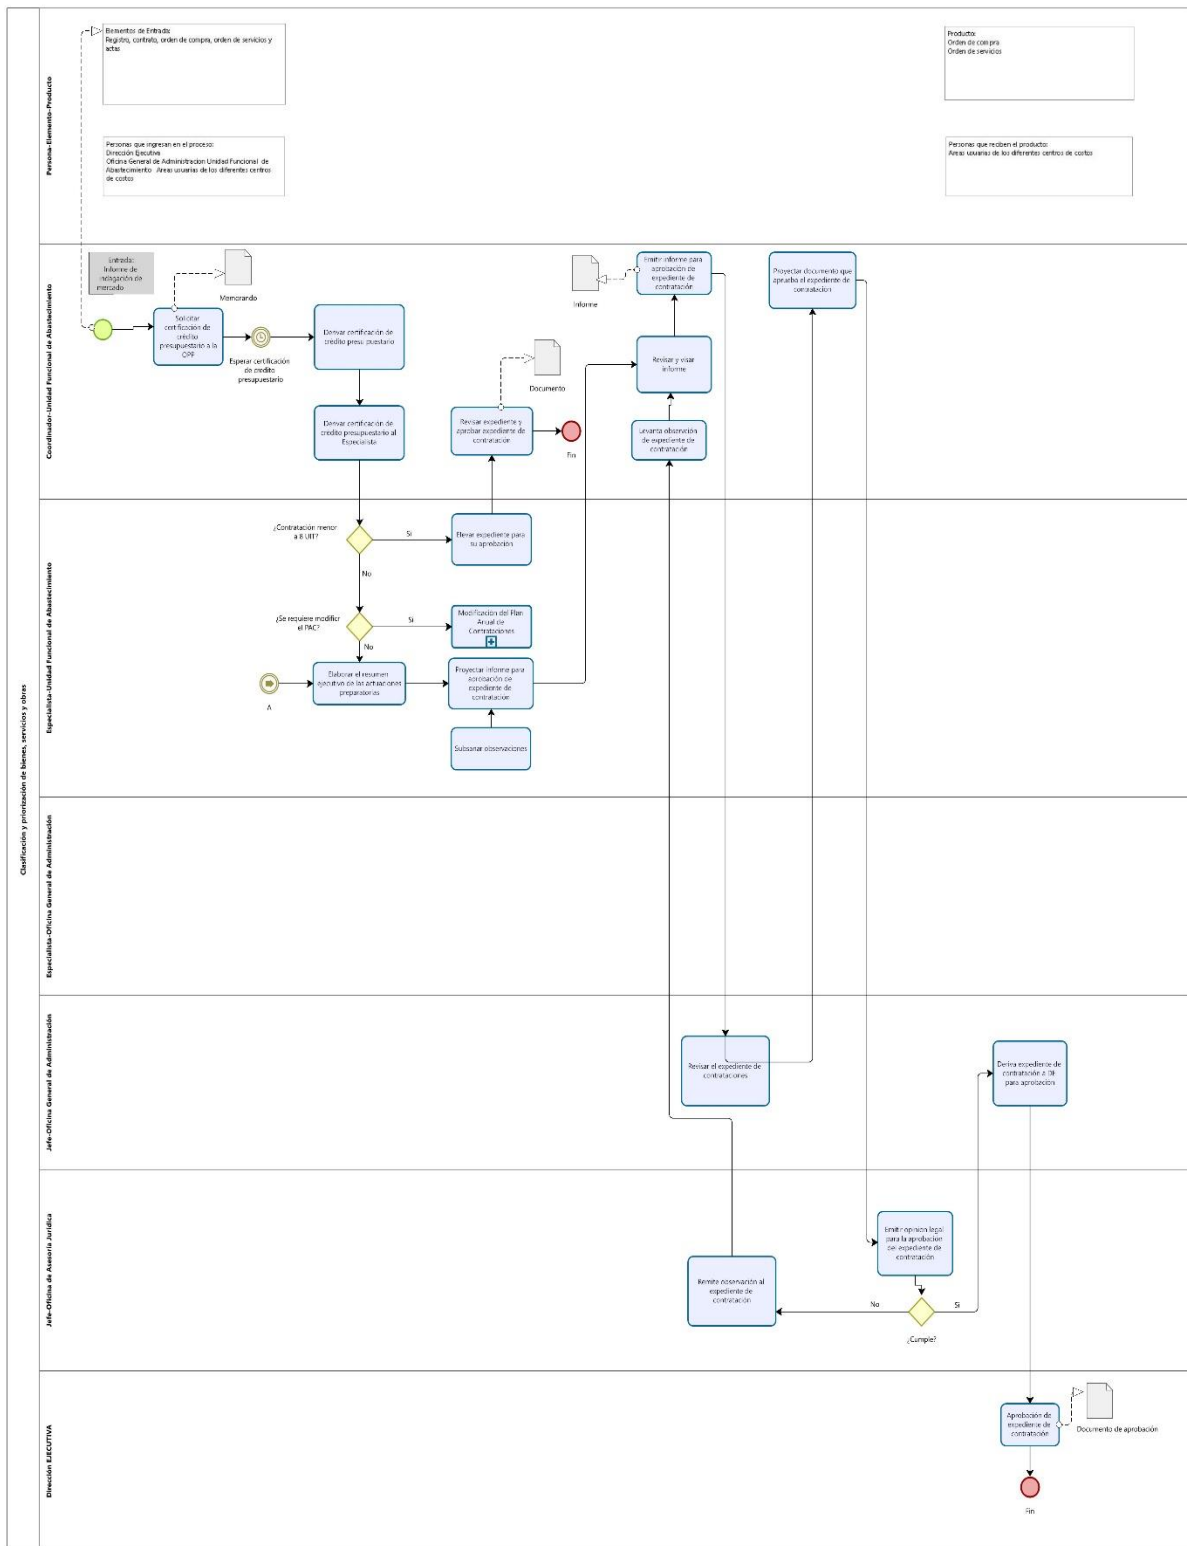 Clasificación y priorización de bienes, servicios y obras
Persona-Elemento-Producto
Elementos de Entrada:
Registro, contrato, orden de compra, orden de servicios y
actas
Producto:
Orden de compra
Orden de servicios
Personas que ingresan en el proceso:
Dirección Ejecutiva
Oficina General de Administracion Unidad Funcional de
Abastecimiento Areas usuarias de los diferentes centros
de costos
Personas que reciben el producto:
Areas usuarias de los diferentes centros de costos
Coordinador-Unidad Funcional de Abastecimiento
Entrada:
Informe de
indagación de
mercado
Memorando
Solicitar
certificación de
crédito
presupuestario a la
OPP
Esperar certificación
de credito
presupuestario
Derivar certificación de
crédito presu puestario
Derivar certificación de
crédito presupuestario al
Especialista
Documento
Revisar expediente y
aprobar expediente de
contratación
Fin
Informe
Emitir informe para
aprobación de
expediente de
contratación
Revisar y visar
informe
Levanta observación
de expediente de
contratación
Proyectar documento que
aprueba el expediente de
contratación
Especialista-Unidad Funcional de Abastecimiento
¿Contratación menor
a 8 UIT?
Si
No
Elevar expediente para
su aprobación
¿Se requiere modificr
el PAC?
Si
No
Modificación del Plan
Anual de
Contrataciones
A
Elaborar el resumen
ejecutivo de las actuaciones
preparatorias
Proyectar informe para
aprobación de
expediente de
contratación
Subsanar observaciones
Especialista-Oficina General de Administración
Jefe-Oficina General de Administración
Revisar el expediente de
contrataciones
Deriva expediente de
contratación a DE
para aprobación
Jefe-Oficina de Asesoría Jurídica
Emitir opinion legal
para la aprobacion
del expediente de
contratación
Remite observación al
expediente de
contratación
No
Si
¿Cumple?
Dirección EJECUTIVA
Aprobación de
expediente de
contratación
Documento de aprobación
Fin